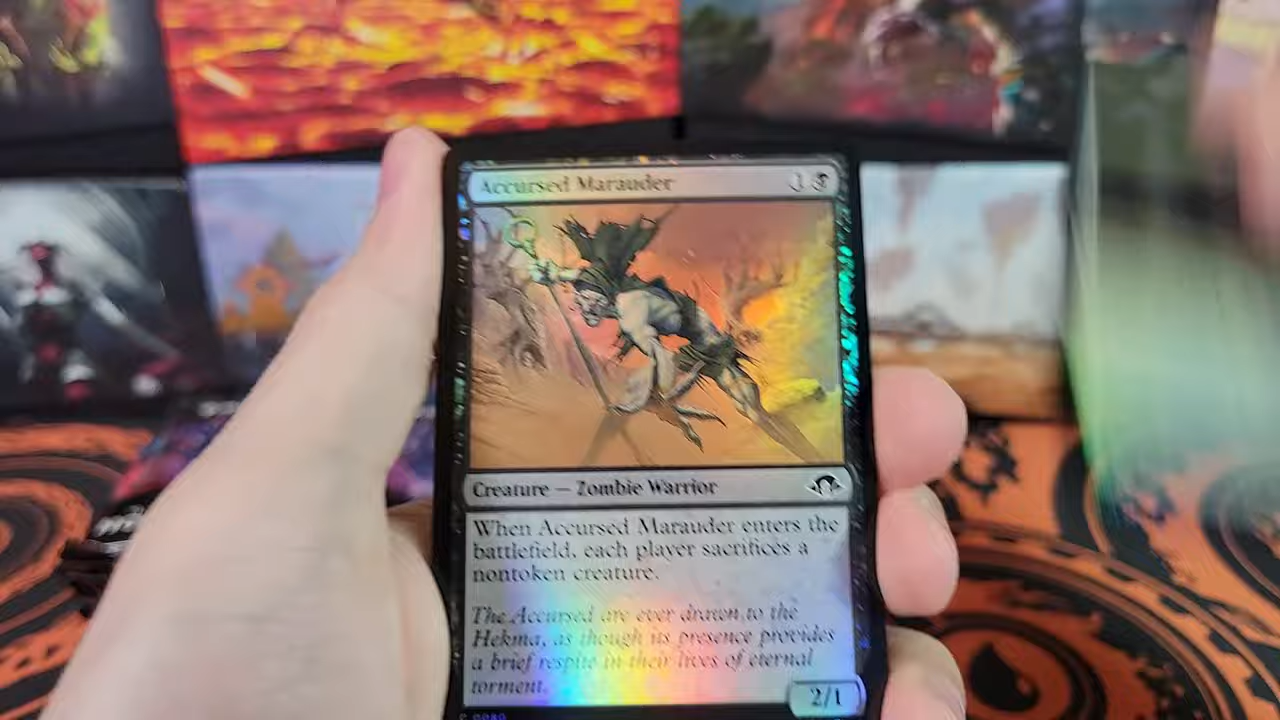 Accursed Marauder 1
Creature — Zombie Warrior
When Accursed Marauder enters the
battlefield, each player sacrifices a
nontoken creature.
The Accursed are ever drawn to the
Hekma, as though its presence provides
a brief respite in their lives of eternal
torment.
2/1